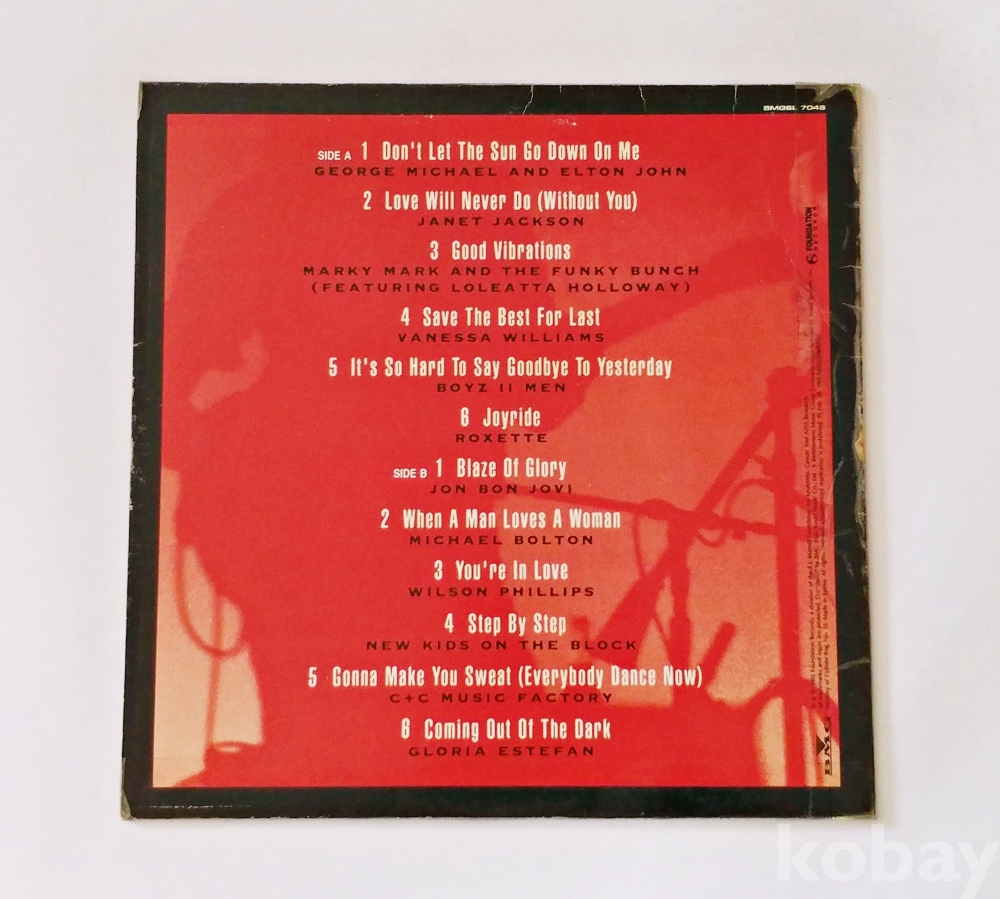 BMGSL 7048
SIDE A 1 Don't Let The Sun Go Down On Me
GEORGE MICHAEL AND ELTON JOHN
2 Love Will Never Do (Without You)
JANET JACKSON
3 Good Vibrations
MARKY MARK AND THE FUNKY BUNCH
(FEATURING LOLEATTA HOLLOWAY)
4 Save The Best For Last
VANESSA WILLIAMS
5 It's So Hard To Say Goodbye To Yesterday
BOYZ II MEN
6 Joyride
ROXETTE
SIDE B 1 Blaze Of Glory
JON BON JOVI
2 When A Man Loves A Woman
MICHAEL BOLTON
3 You're In Love
WILSON PHILLIPS
4 Step By Step
NEW KIDS ON THE BLOCK
5 Gonna Make You Sweat (Everybody Dance Now)
C+C MUSIC FACTORY
6 Coming Out Of The Dark
GLORIA ESTEFAN
FOUNDATION
RECORDS
BMG
kobay